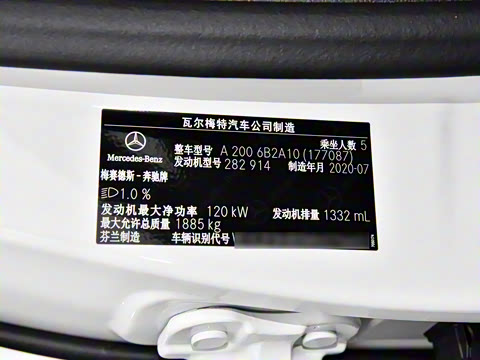 瓦尔梅特汽车公司制造
乘坐人数 5
Mercedes-Benz
整车型号 A 200 6B2A10 (177087)
发动机型号 282 914 制造年月 2020-07
梅赛德斯-奔驰牌
1.0 %
发动机最大净功率 120 kW 发动机排量 1332 mL
最大允许总质量 1885 kg
芬兰制造 车辆识别代号